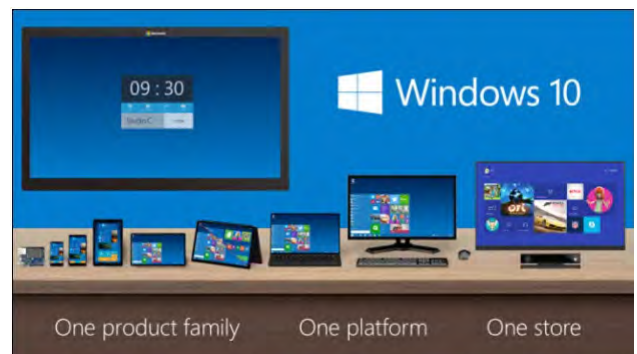 09 : 30
Windows 10
One product family
One platform
One store